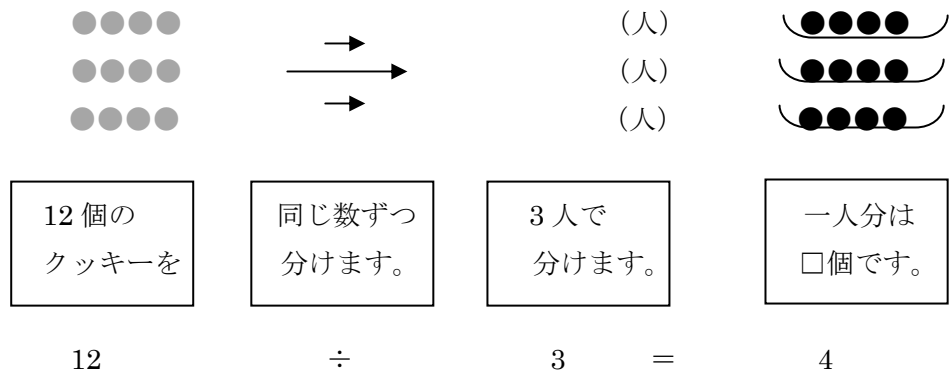 (人)
(人)
(人)
12個の
クッキーを
同じ数ずつ
分けます。
3人で
分けます。
一人分は
□個です。
12 ÷ 3 = 4